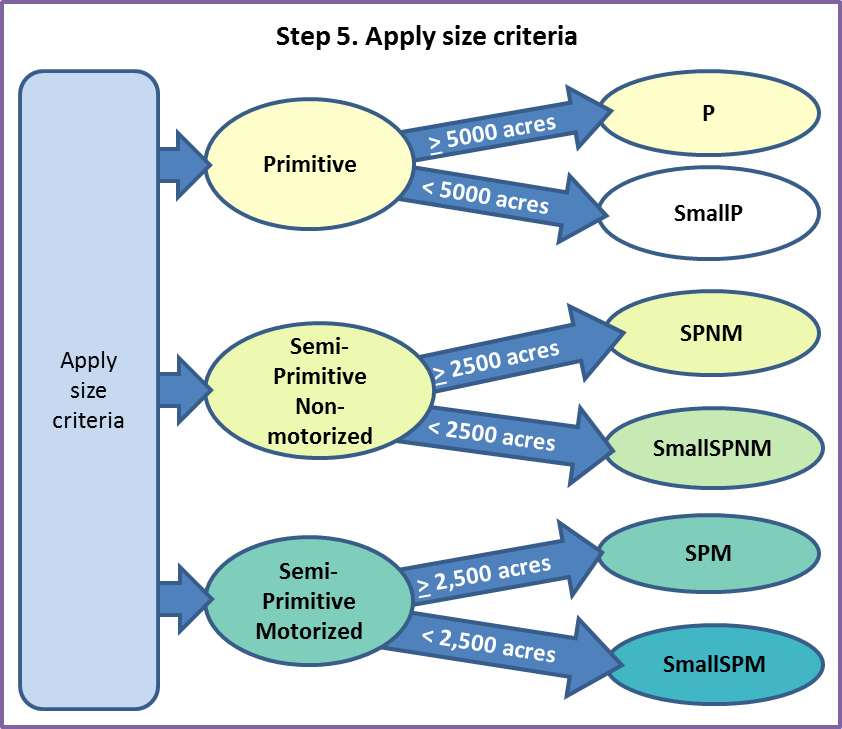 Step 5. Apply size criteria
Apply
size
criteria
Primitive
≥ 5000 acres
P
< 5000 acres
SmallP
Semi-
Primitive
Non-
motorized
≥ 2500 acres
SPNM
< 2500 acres
SmallSPNM
Semi-
Primitive
Motorized
≥ 2,500 acres
SPM
< 2,500 acres
SmallSPM